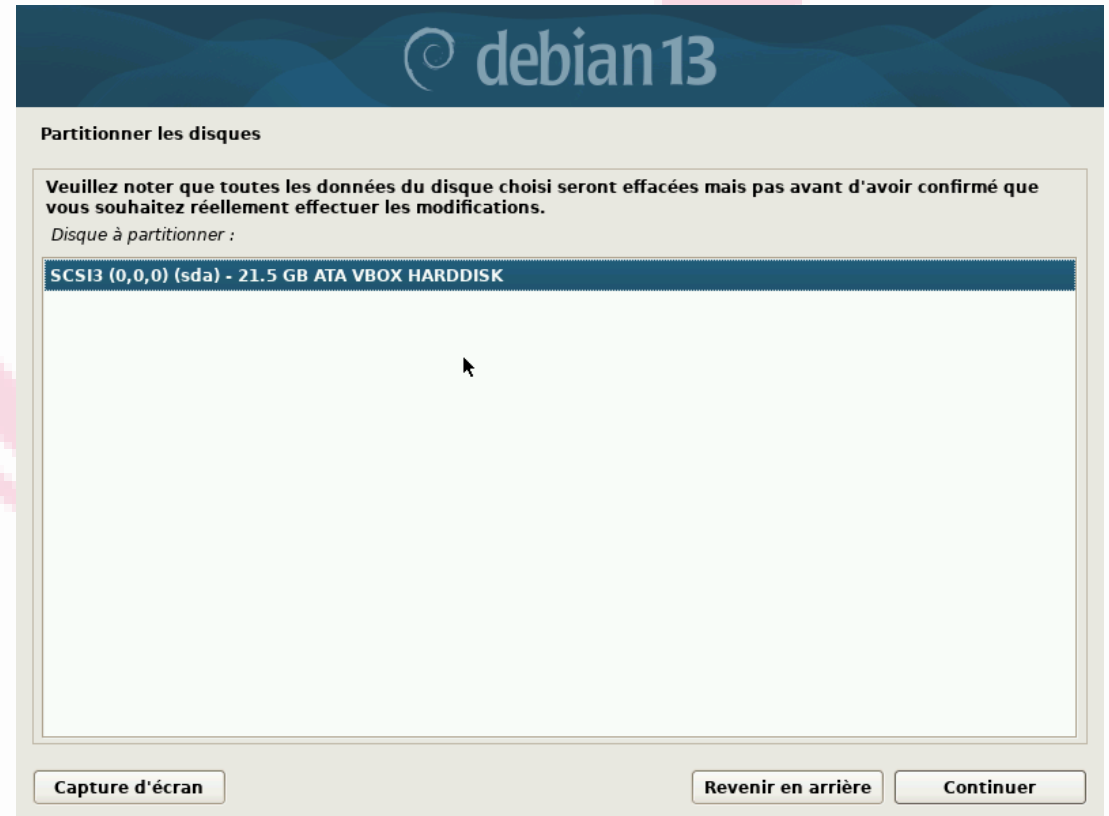 debian 13
Partitionner les disques
Veuillez noter que toutes les données du disque choisi seront effacées mais pas avant d'avoir confirmé que
vous souhaitez réellement effectuer les modifications.
Disque à partitionner :
SCSI3 (0,0,0) (sda) - 21.5 GB ATA VBOX HARDDISK
Capture d'écran
Revenir en arrière
Continuer